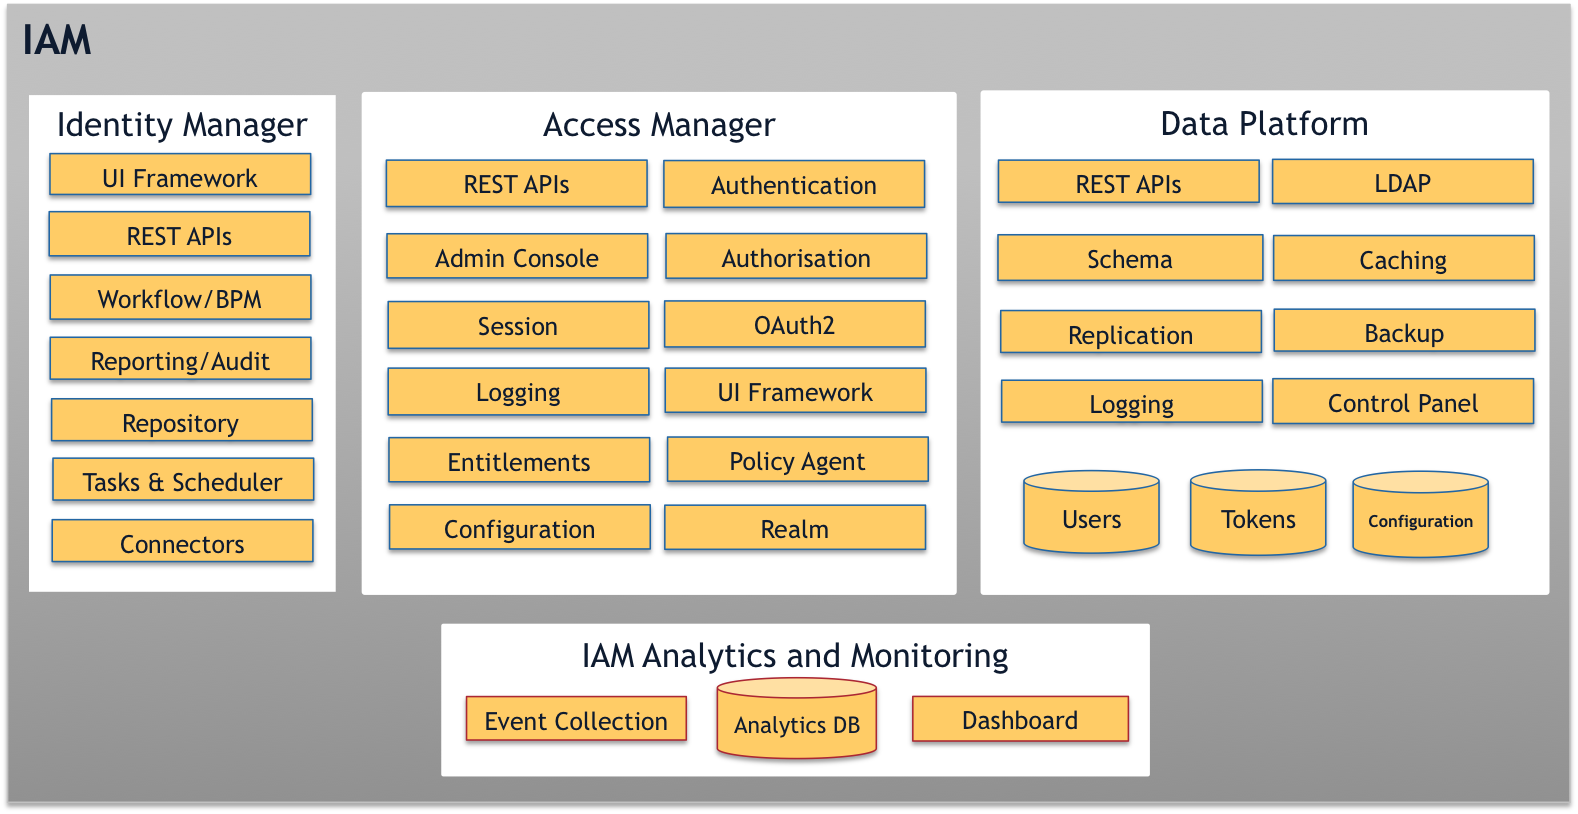 IAM
Identity Manager
UI Framework
REST APIs
Workflow/BPM
Reporting/Audit
Repository
Tasks & Scheduler
Connectors
Access Manager
REST APIs
Authentication
Admin Console
Authorisation
Session
OAuth2
Logging
UI Framework
Entitlements
Policy Agent
Configuration
Realm
Data Platform
REST APIs
LDAP
Schema
Caching
Replication
Backup
Logging
Control Panel
Users
Tokens
Configuration
IAM Analytics and Monitoring
Event Collection
Analytics DB
Dashboard